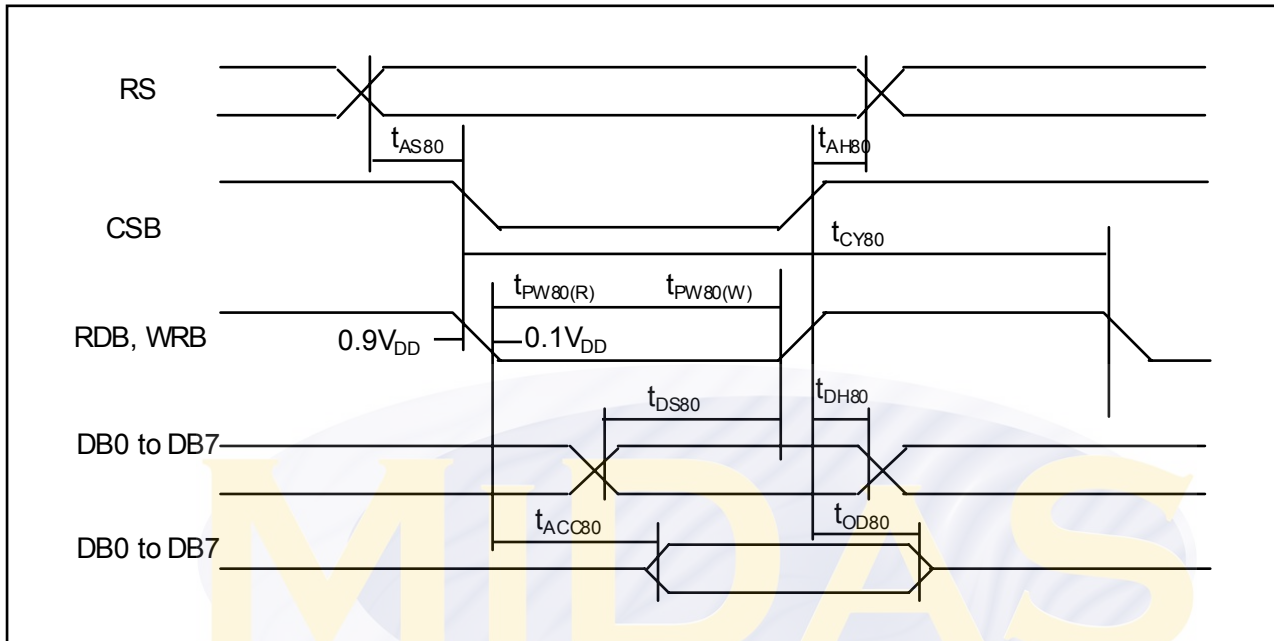 RS
tAS80
tAH80
CSB
tCY80
tPW80(R) tPW80(W)
RDB, WRB
0.9VDD
0.1VDD
tDS80
tDH80
DB0 to DB7
tACC80
tOD80
DB0 to DB7
MIDAS